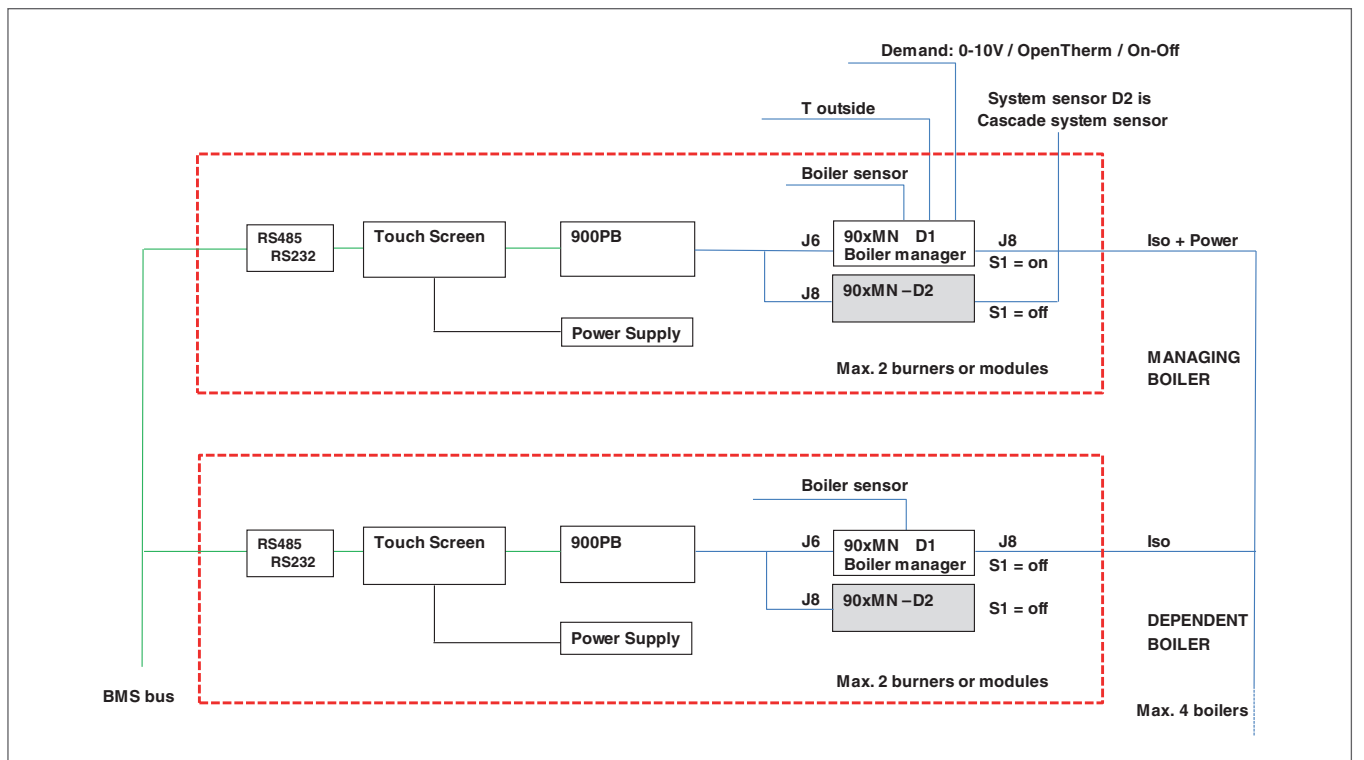 Demand: 0-10V / OpenTherm / On-Off
System sensor D2 is
Cascade system sensor
T outside
Boiler sensor
RS485
RS232
Touch Screen
900PB
J6
90xMN D1
Boiler manager
J8
S1 = on
Iso + Power
J8
90xMN –D2
S1 = off
Power Supply
Max. 2 burners or modules
MANAGING
BOILER
Boiler sensor
RS485
RS232
Touch Screen
900PB
J6
90xMN D1
Boiler manager
J8
S1 = off
Iso
J8
90xMN –D2
S1 = off
Power Supply
Max. 2 burners or modules
DEPENDENT
BOILER
BMS bus
Max. 4 boilers